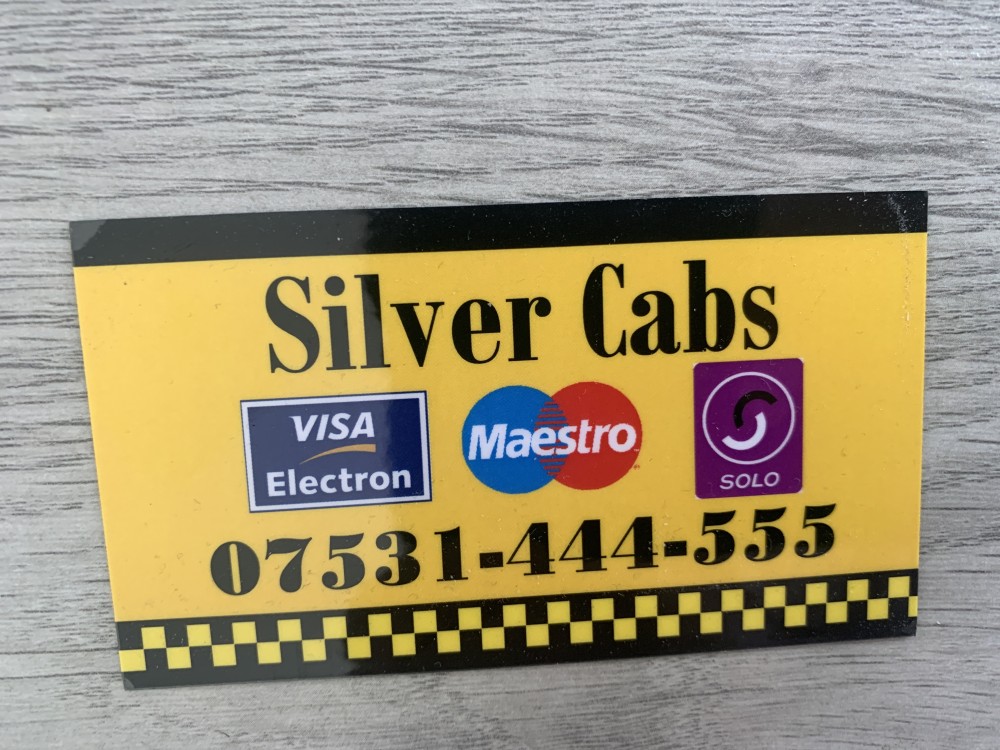 Silver Cabs
VISA
Electron
Maestro
SOLO
07531-444-555